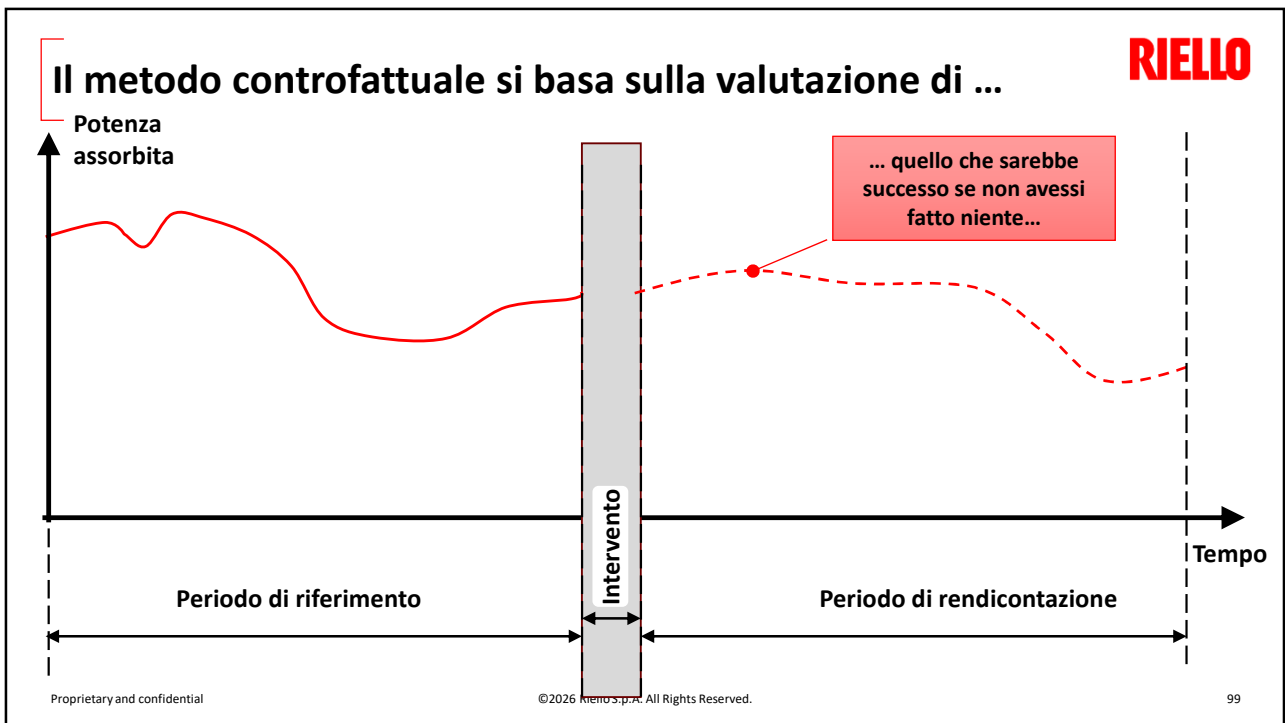 RIELLO
Il metodo controfattuale si basa sulla valutazione di …
Potenza
assorbita
… quello che sarebbe
successo se non avessi
fatto niente…
Intervento
Tempo
Periodo di riferimento
Periodo di rendicontazione
Proprietary and confidential
©2026 Riello S.p.A. All Rights Reserved.
99